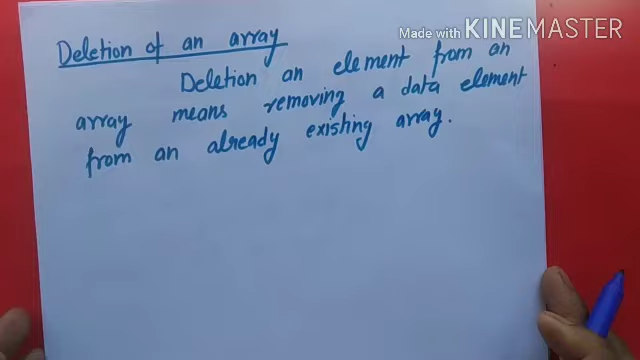 Made with KINEMASTER
Deletion of an array
Deletion an element from an
array means removing a data element
from an already existing array.